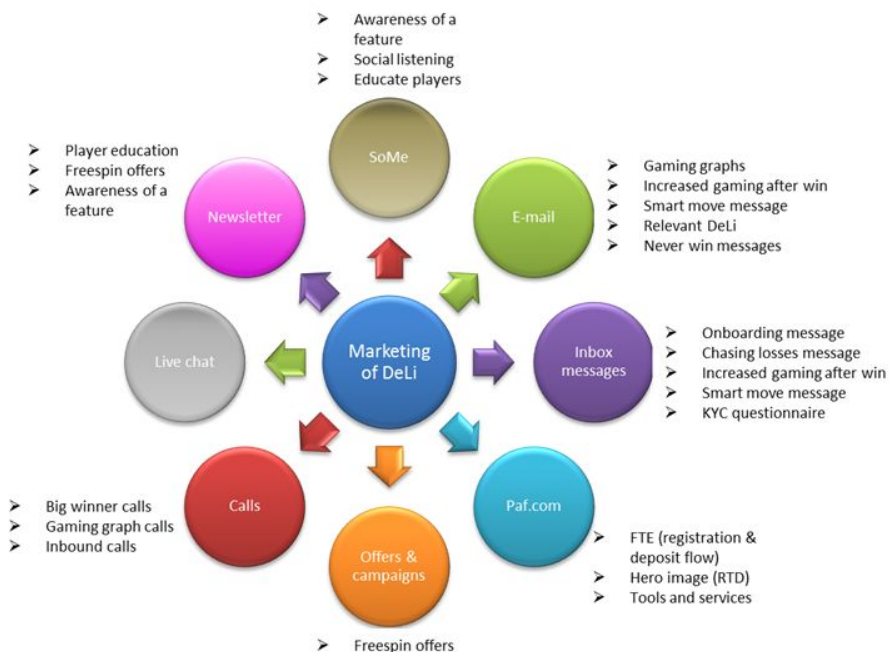 ➢ Awareness of a
feature
➢ Social listening
➢ Educate players
SoMe
➢ Player education
➢ Freespin offers
➢ Awareness of a
feature
Newsletter
E-mail
➢ Gaming graphs
➢ Increased gaming after win
➢ Smart move message
➢ Relevant DeLi
➢ Never win messages
Live chat
Marketing
of DeLi
Inbox
messages
➢ Onboarding message
➢ Chasing losses message
➢ Increased gaming after win
➢ Smart move message
➢ KYC questionnaire
➢ Big winner calls
➢ Gaming graph calls
➢ Inbound calls
Calls
Offers &
campaigns
➢ Freespin offers
Paf.com
➢ FTE (registration &
deposit flow)
➢ Hero image (RTD)
➢ Tools and services